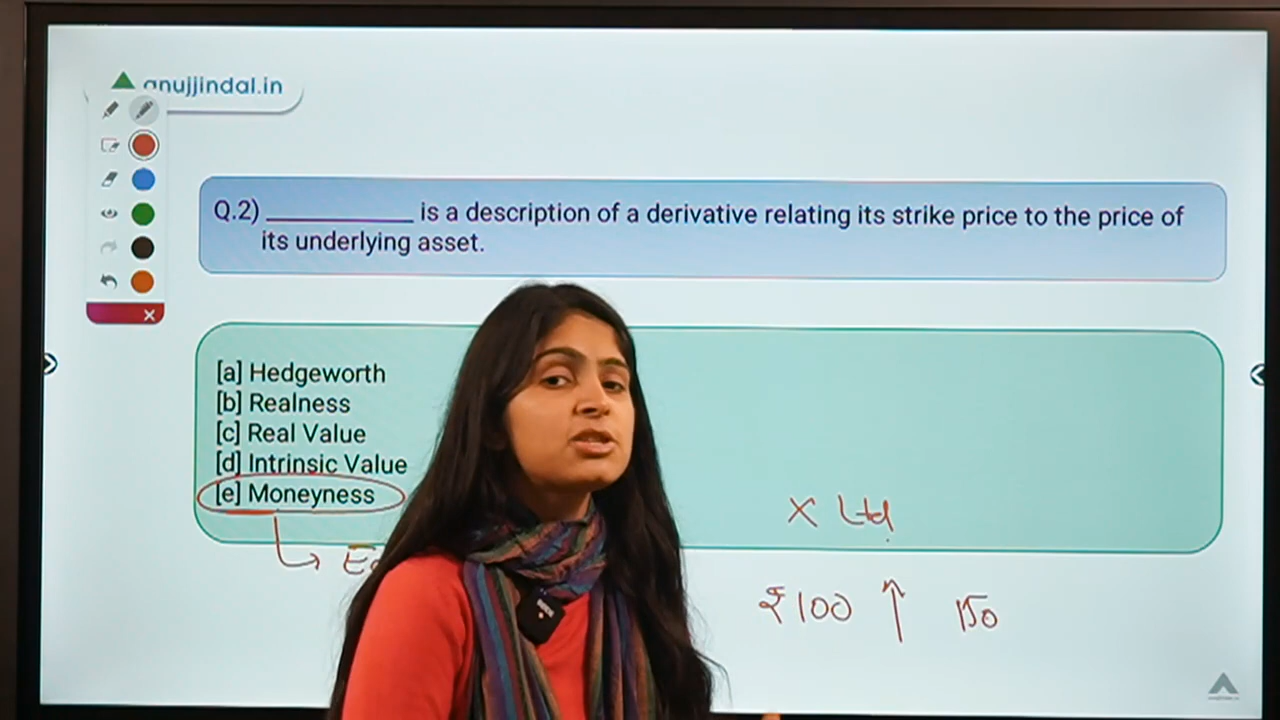 anujjindal.in
Q.2) __________ is a description of a derivative relating its strike price to the price of
its underlying asset.
[a] Hedgeworth
[b] Realness
[c] Real Value
[d] Intrinsic Value
[e] Moneyness
X Ltd
₹100 ↑ 150